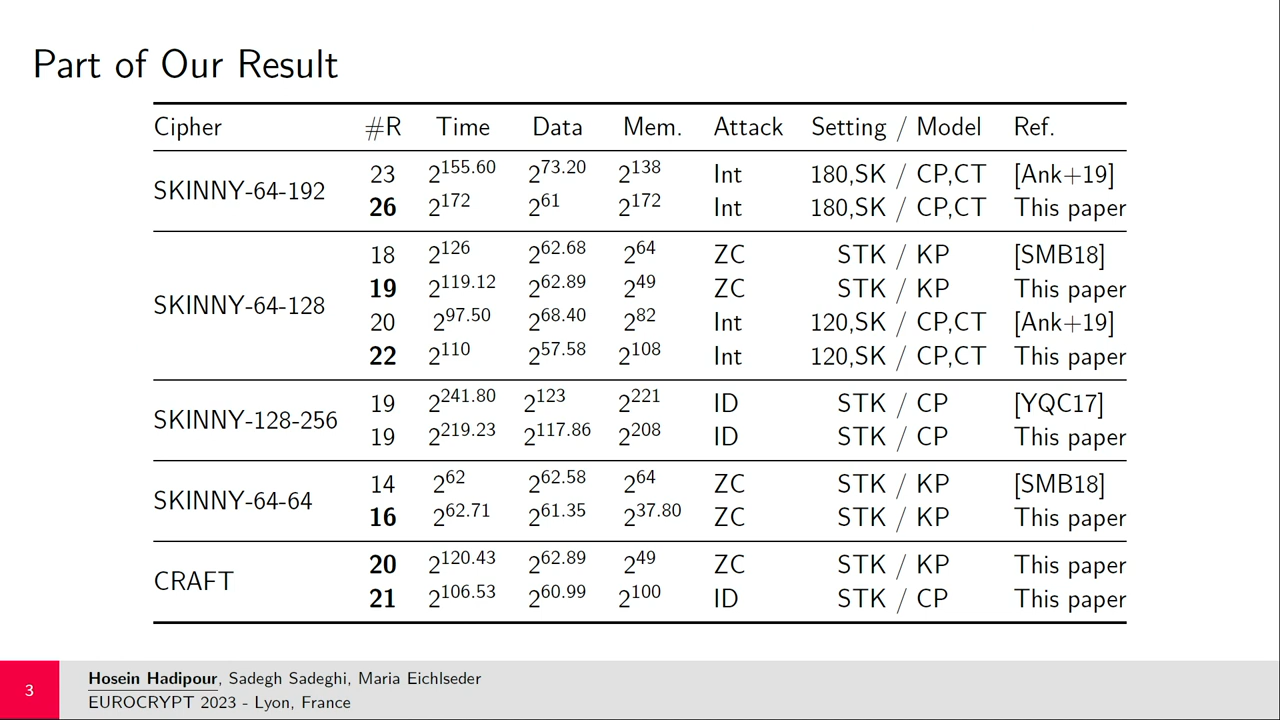 Part of Our Result
Cipher #R Time Data Mem. Attack Setting / Model Ref.
SKINNY-64-192
23 2^155.60 2^73.20 2^138 Int 180,SK / CP,CT [Ank+19]
26 2^172 2^61 2^172 Int 180,SK / CP,CT This paper
SKINNY-64-128
18 2^126 2^62.68 2^64 ZC STK / KP [SMB18]
19 2^119.12 2^62.89 2^49 ZC STK / KP This paper
20 2^97.50 2^68.40 2^82 Int 120,SK / CP,CT [Ank+19]
22 2^110 2^57.58 2^108 Int 120,SK / CP,CT This paper
SKINNY-128-256
19 2^241.80 2^123 2^221 ID STK / CP [YQC17]
19 2^219.23 2^117.86 2^208 ID STK / CP This paper
SKINNY-64-64
14 2^62 2^62.58 2^64 ZC STK / KP [SMB18]
16 2^62.71 2^61.35 2^37.80 ZC STK / KP This paper
CRAFT
20 2^120.43 2^62.89 2^49 ZC STK / KP This paper
21 2^106.53 2^60.99 2^100 ID STK / CP This paper
3
Hosein Hadipour, Sadegh Sadeghi, Maria Eichlseder
EUROCRYPT 2023 - Lyon, France